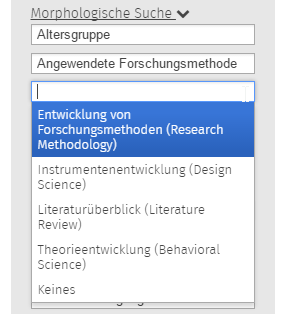 Morphologische Suche
Altersgruppe
Angewendete Forschungsmethode
Entwicklung von
Forschungsmethoden (Research
Methodology)
Instrumentenentwicklung (Design
Science)
Literaturüberblick (Literature
Review)
Theorieentwicklung (Behavioral
Science)
Keines